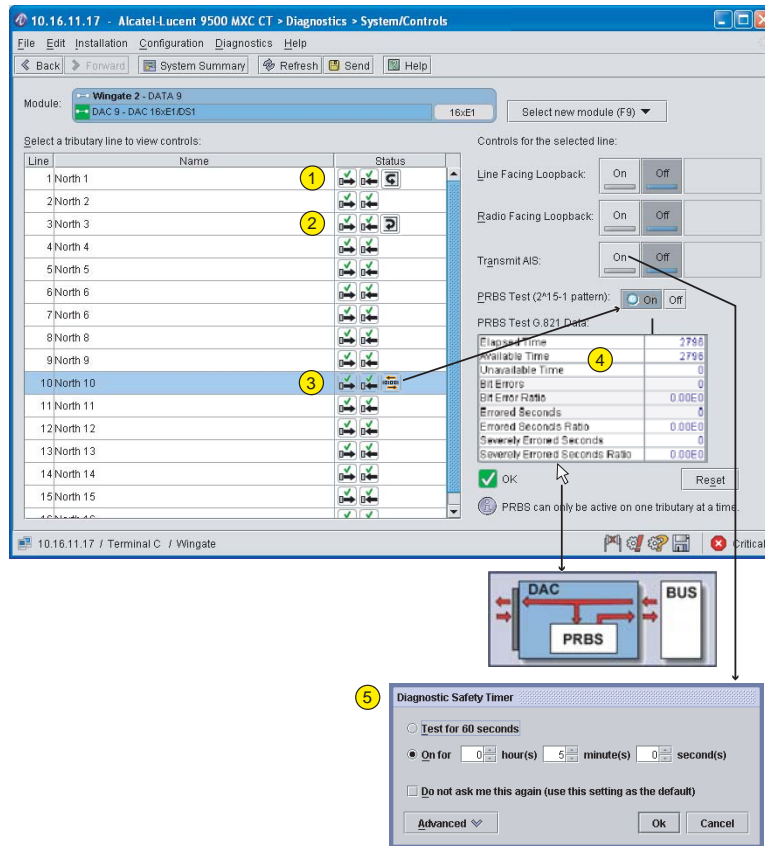 10.16.11.17 - Alcatel-Lucent 9500 MXC CT > Diagnostics > System/Controls
File Edit Installation Configuration Diagnostics Help
Back Forward System Summary Refresh Send Help
Module:
Wingate 2 - DATA 9
DAC 9 - DAC 16xE1/DS1 16xE1
Select new module (F9)
Select a tributary line to view controls:
Line Name Status
1 North 1
2 North 2
3 North 3
4 North 4
5 North 5
6 North 6
7 North 7
8 North 8
9 North 9
10 North 10
11 North 11
12 North 12
13 North 13
14 North 14
15 North 15
1
2
3
Controls for the selected line:
Line Facing Loopback: On Off
Radio Facing Loopback: On Off
Transmit AIS: On Off
PRBS Test (2^15-1 pattern): On Off
PRBS Test G.821 Data:
Elapsed Time 2796
Available Time 2796
Unavailable Time 0
Bit Errors 0
Bit Error Ratio 0.00E0
Errored Seconds 0
Errored Seconds Ratio 0.00E0
Severely Errored Seconds 0
Severely Errored Seconds Ratio 0.00E0
4
OK Reset
PRBS can only be active on one tributary at a time.
10.16.11.17 / Terminal C / Wingate
Critical
DAC BUS
PRBS
5
Diagnostic Safety Timer
Test for 60 seconds
On for 0 hour(s) 5 minute(s) 0 second(s)
Do not ask me this again (use this setting as the default)
Advanced Ok Cancel